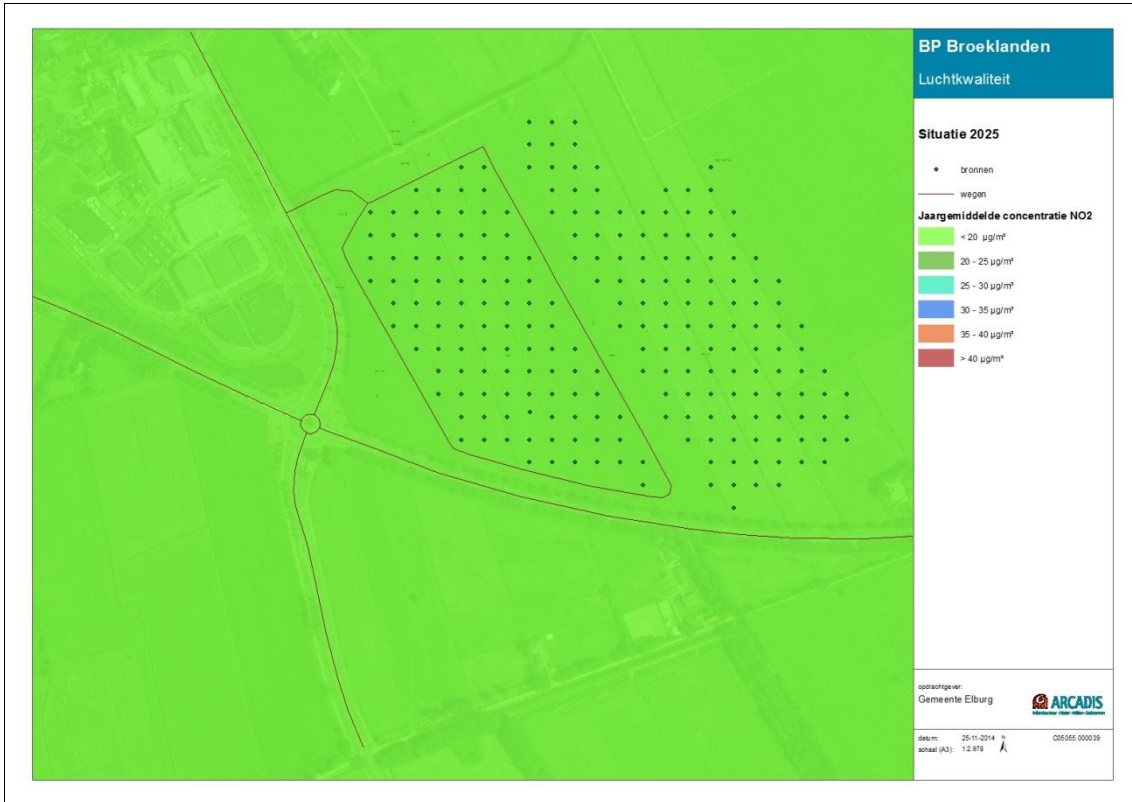 BP Broeklanden
Luchtkwaliteit
Situatie 2025
bronnen
wegen
Jaargemiddelde concentratie NO2
< 20 µg/m³
20 - 25 µg/m³
25 - 30 µg/m³
30 - 35 µg/m³
35 - 40 µg/m³
> 40 µg/m³
opdrachtgever:
Gemeente Elburg
ARCADIS
datum: 25-11-2014 N C05055.000039
schaal (A3): 1:2.978